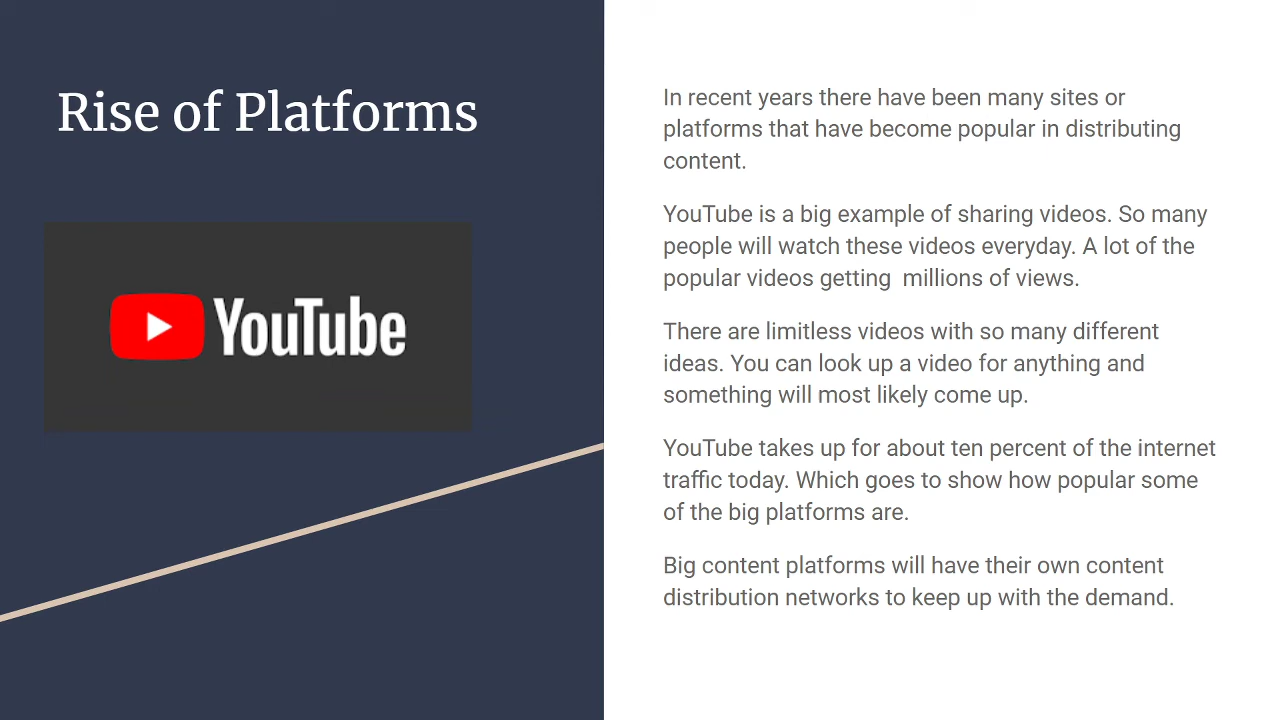 Rise of Platforms
YouTube
In recent years there have been many sites or
platforms that have become popular in distributing
content.
YouTube is a big example of sharing videos. So many
people will watch these videos everyday. A lot of the
popular videos getting  millions of views.
There are limitless videos with so many different
ideas. You can look up a video for anything and
something will most likely come up.
YouTube takes up for about ten percent of the internet
traffic today. Which goes to show how popular some
of the big platforms are.
Big content platforms will have their own content
distribution networks to keep up with the demand.